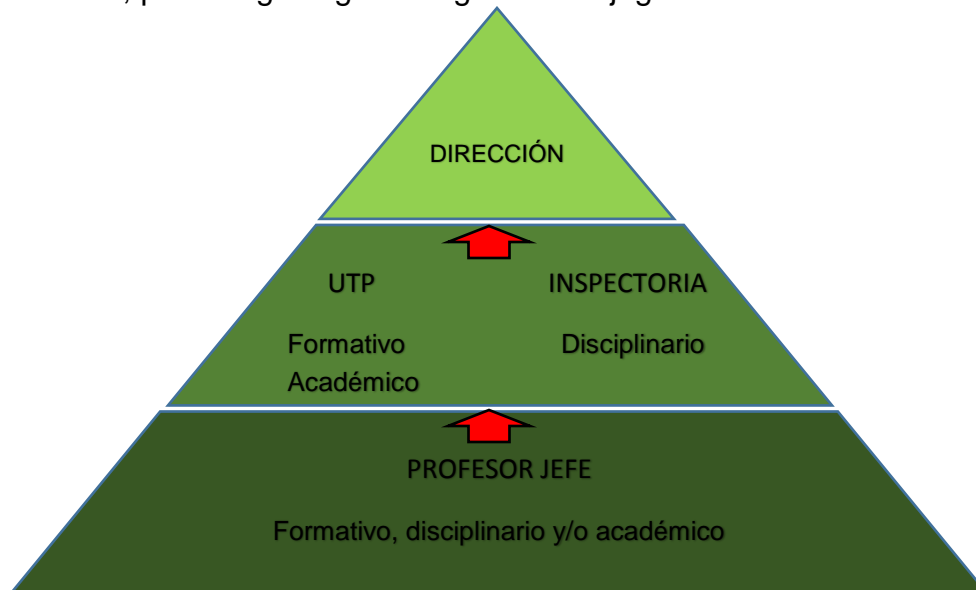 DIRECCIÓN
UTP INSPECTORIA
Formativo Disciplinario
Académico
PROFESOR JEFE
Formativo, disciplinario y/o académico